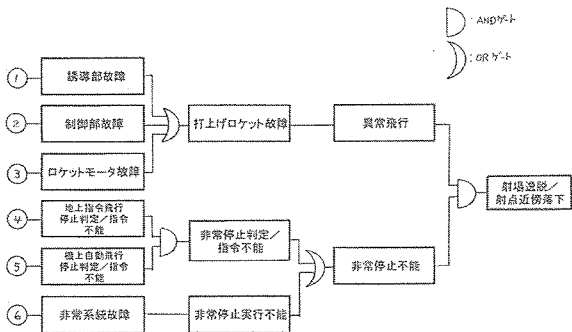 : ANDゲート
: ORゲート
1
誘導部故障
2
制御部故障
打上げロケット故障
異常飛行
3
ロケットモータ故障
射場逸脱/
射点近傍落下
4
地上指令飛行
停止判定/指令
不能
非常停止判定/
指令不能
5
機上自動飛行
停止判定/指令
不能
非常停止不能
6
非常系統故障
非常停止実行不能